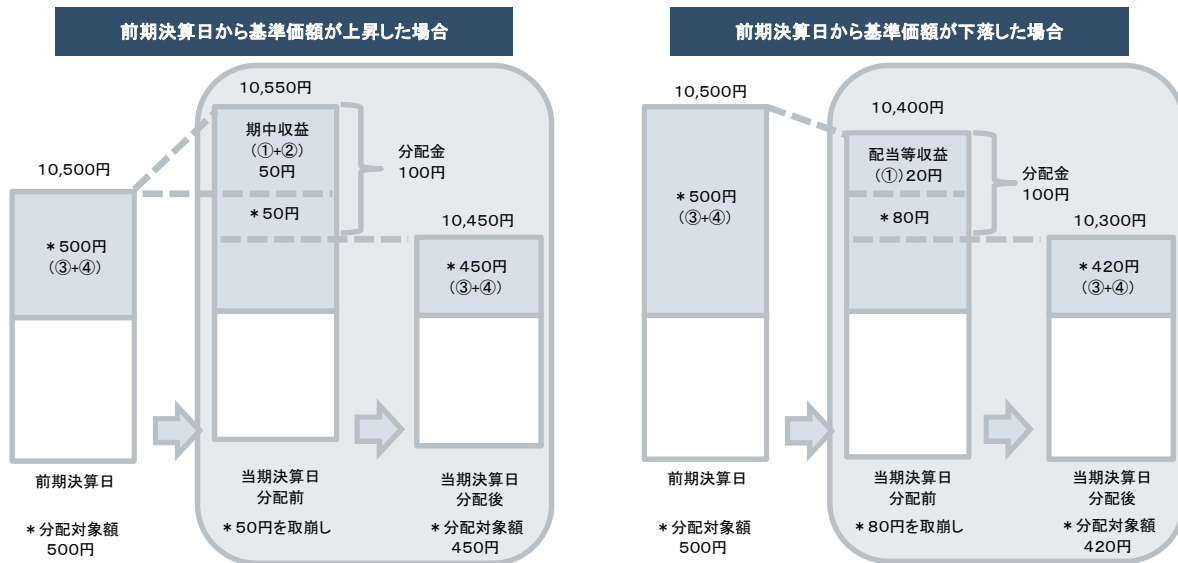 前期決算日から基準価額が上昇した場合
10,550円
10,500円
期中収益
(①+②)
50円
分配金
100円
*50円
*500円
(③+④)
10,450円
*450円
(③+④)
前期決算日
当期決算日
分配前
当期決算日
分配後
*分配対象額
500円
*50円を取崩し
*分配対象額
450円
前期決算日から基準価額が下落した場合
10,500円
10,400円
配当等収益
(①)20円
分配金
100円
*500円
(③+④)
*80円
10,300円
*420円
(③+④)
前期決算日
当期決算日
分配前
当期決算日
分配後
*分配対象額
500円
*80円を取崩し
*分配対象額
420円